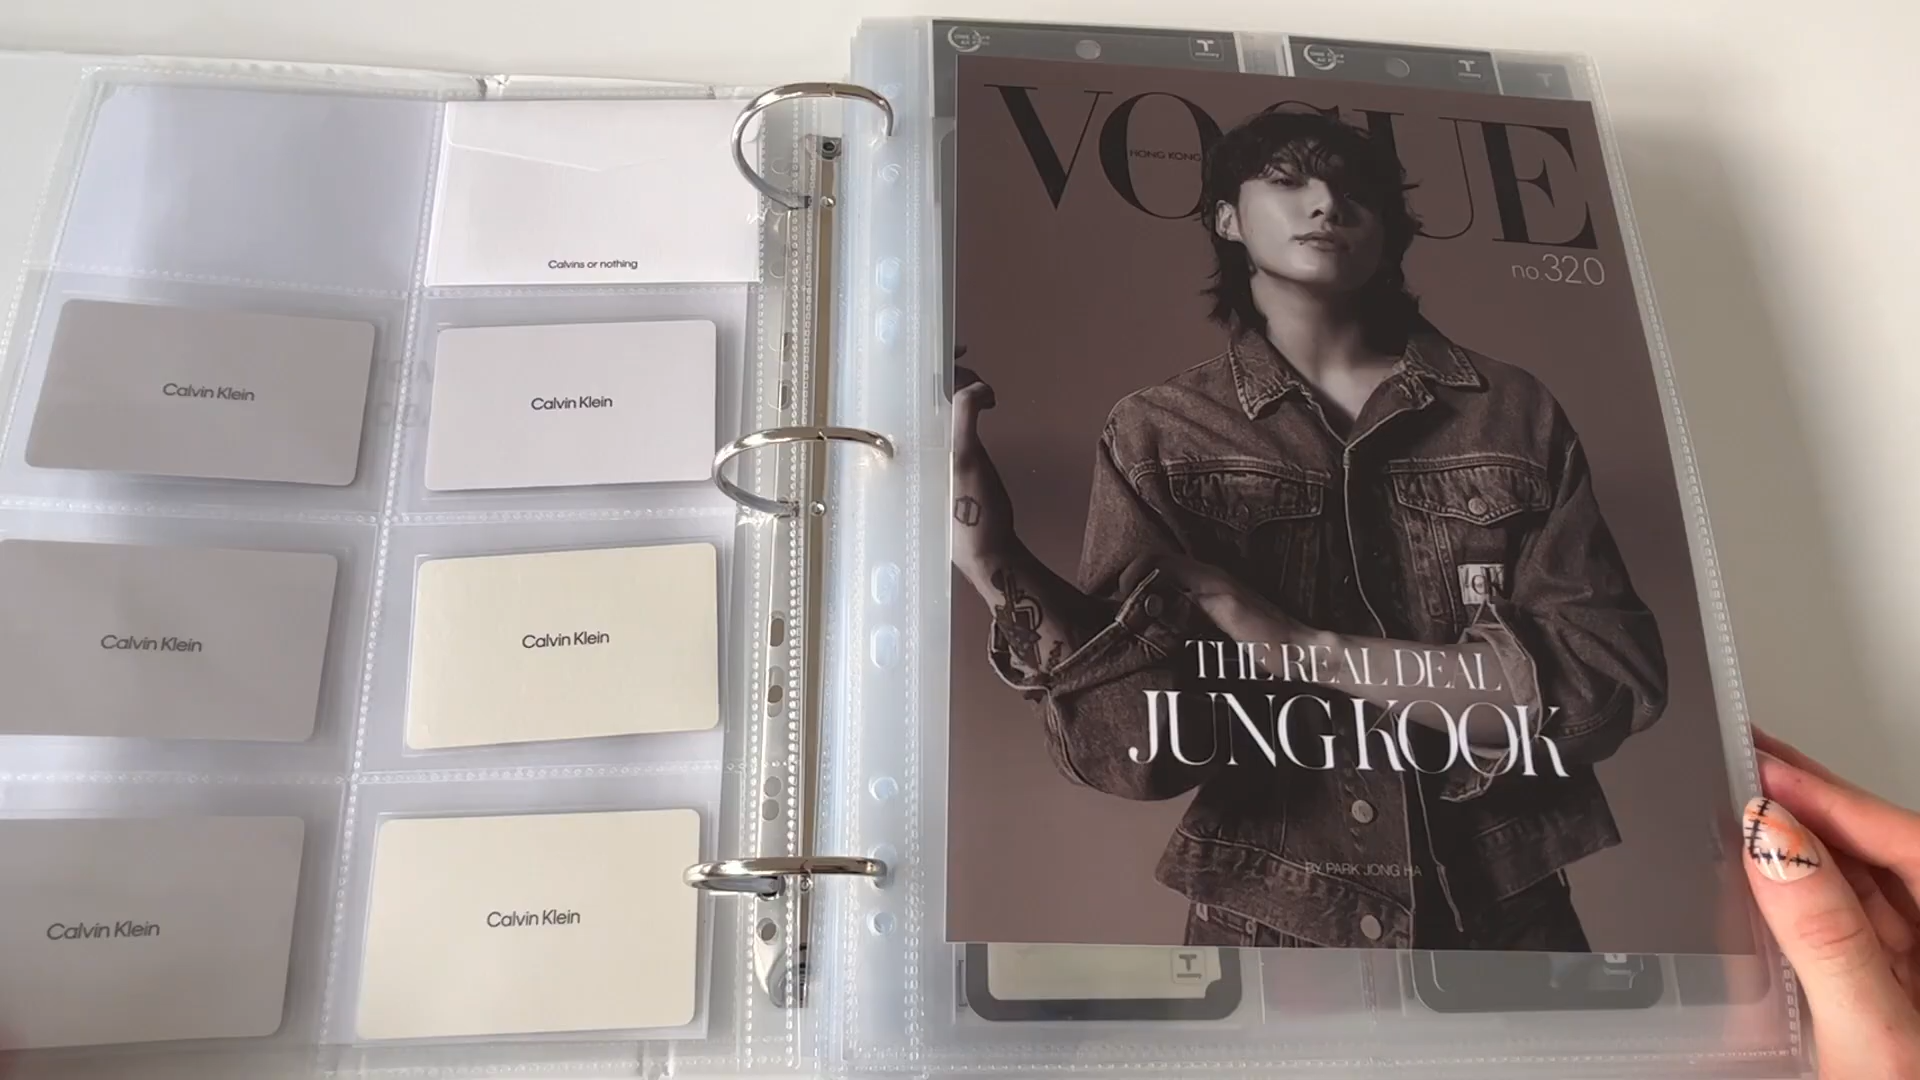 Calvins or nothing
Calvin Klein
Calvin Klein
Calvin Klein
Calvin Klein
Calvin Klein
Calvin Klein
VOGUE
HONG KONG
no.320
THE REAL DEAL
JUNG KOOK
BY PARK JONG HA